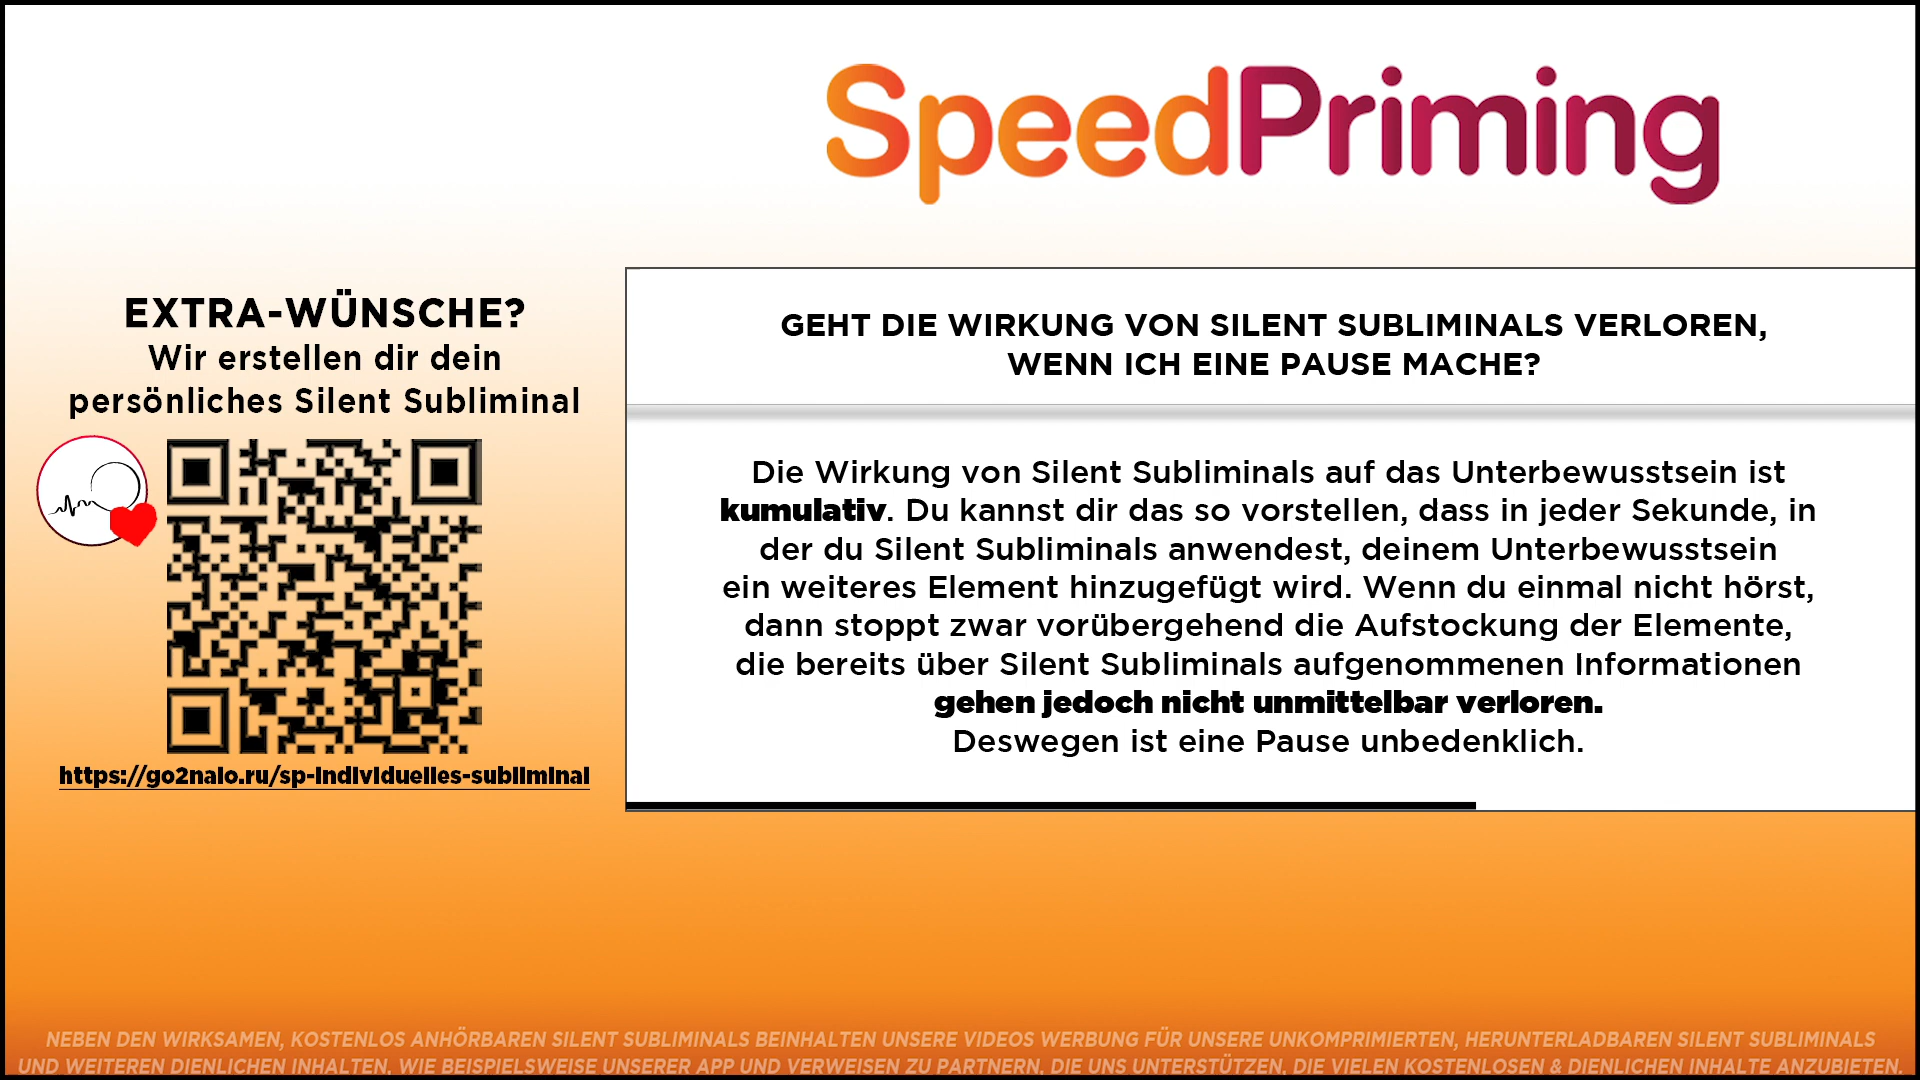 SpeedPriming
EXTRA-WÜNSCHE?
Wir erstellen dir dein
persönliches Silent Subliminal
https://go2nalo.ru/sp-individuelles-subliminal
GEHT DIE WIRKUNG VON SILENT SUBLIMINALS VERLOREN,
WENN ICH EINE PAUSE MACHE?
Die Wirkung von Silent Subliminals auf das Unterbewusstsein ist
kumulativ. Du kannst dir das so vorstellen, dass in jeder Sekunde, in
der du Silent Subliminals anwendest, deinem Unterbewusstsein
ein weiteres Element hinzugefügt wird. Wenn du einmal nicht hörst,
dann stoppt zwar vorübergehend die Aufstockung der Elemente,
die bereits über Silent Subliminals aufgenommenen Informationen
gehen jedoch nicht unmittelbar verloren.
Deswegen ist eine Pause unbedenklich.
NEBEN DEN WIRKSAMEN, KOSTENLOS ANHÖRBAREN SILENT SUBLIMINALS BEINHALTEN UNSERE VIDEOS WERBUNG FÜR UNSERE UNKOMPRIMIERTEN, HERUNTERLADBAREN SILENT SUBLIMINALS
UND WEITEREN DIENLICHEN INHALTEN, WIE BEISPIELSWEISE UNSERER APP UND VERWEISEN ZU PARTNERN, DIE UNS UNTERSTÜTZEN, DIE VIELEN KOSTENLOSEN & DIENLICHEN INHALTE ANZUBIETEN.